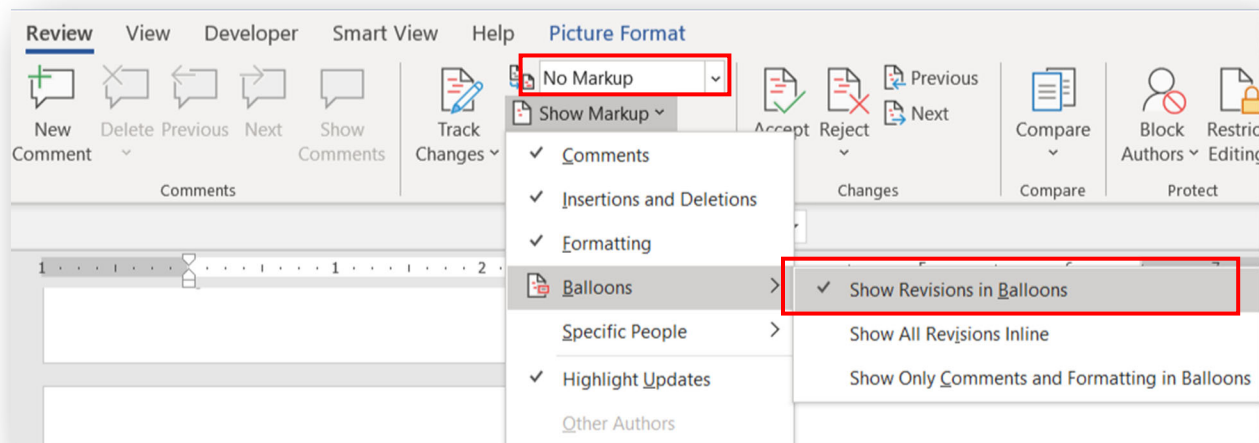 Review View Developer Smart View Help Picture Format
No Markup
Show Markup
New Comment
Delete
Previous
Next
Show Comments
Track Changes
Accept
Reject
Previous
Next
Compare
Block Authors
Comments
Changes
Compare
Protect
Comments
Insertions and Deletions
Formatting
Balloons
Specific People
Highlight Updates
Other Authors
Show Revisions in Balloons
Show All Revisions Inline
Show Only Comments and Formatting in Balloons
1 1 2